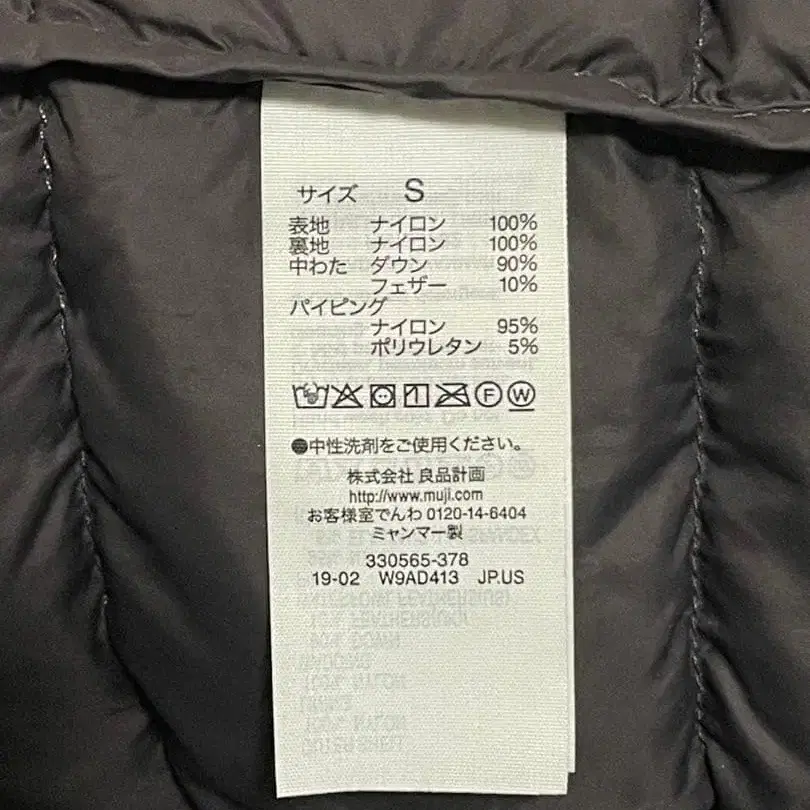 サイズ S
表地 ナイロン 100%
裏地 ナイロン 100%
中わた ダウン 90%
フェザー 10%
パイピング
ナイロン 95%
ポリウレタン 5%
F W
●中性洗剤をご使用ください。
株式会社 良品計画
http://www.muji.com
お客様室でんわ 0120-14-6404
ミャンマー製
330565-378
19-02 W9AD413 JP.US